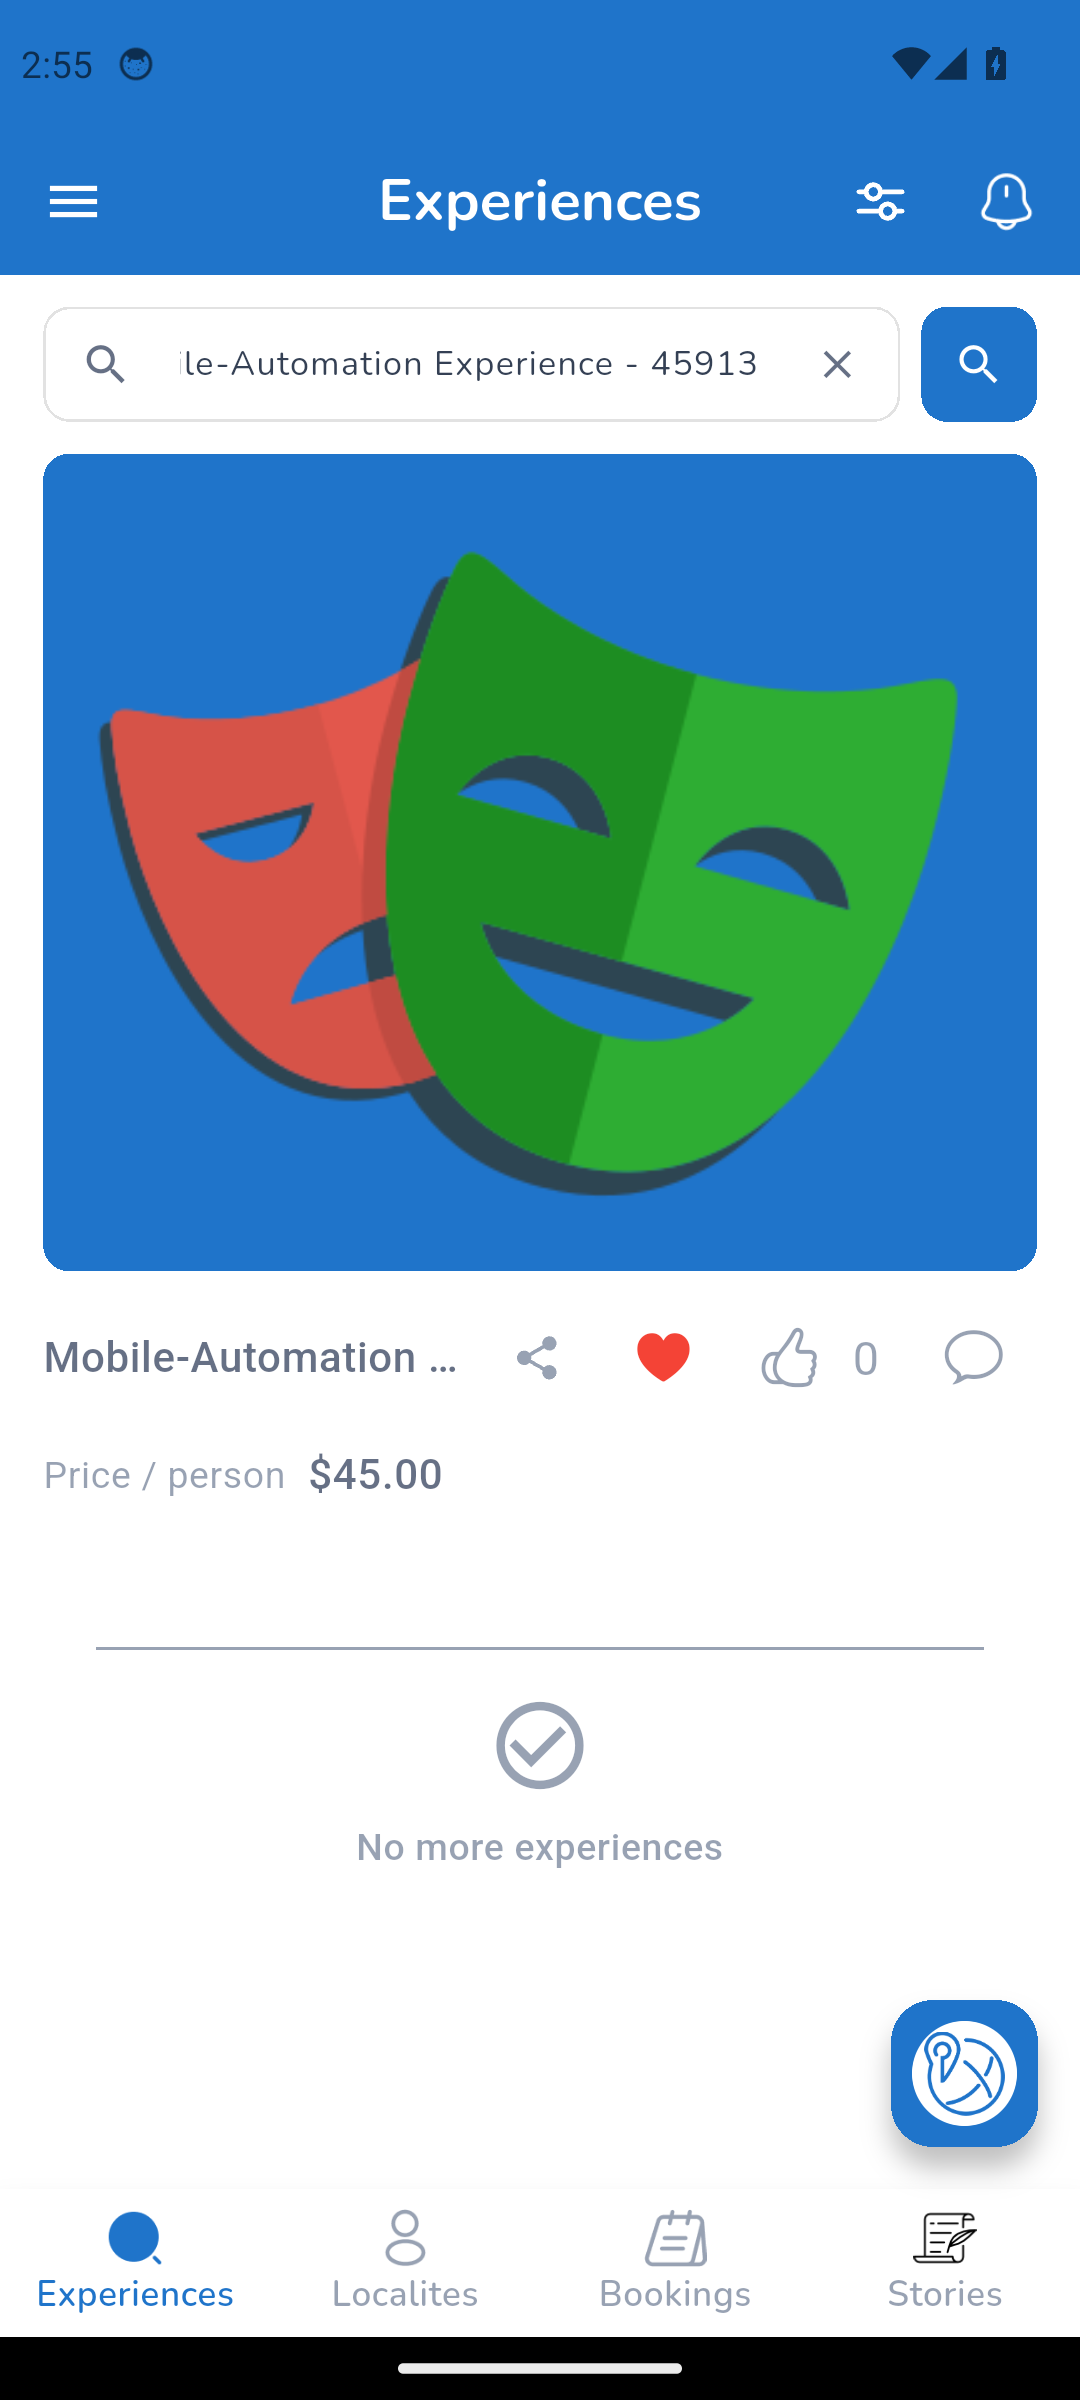 2:55
Experiences
le-Automation Experience - 45913
Mobile-Automation ...
0
Price / person $45.00
No more experiences
Experiences
Localites
Bookings
Stories